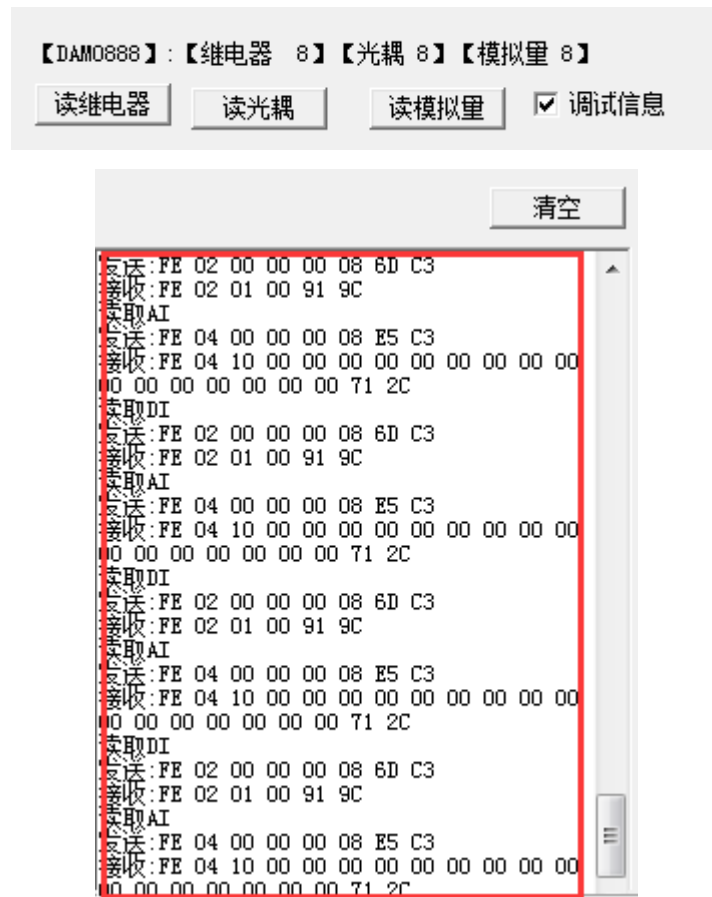 【DAM0888】:【继电器 8】【光耦 8】【模拟量 8】
读继电器 读光耦 读模拟量 调试信息
清空
发送:FE 02 00 00 00 08 6D C3
接收:FE 02 01 00 91 9C
读取AI
发送:FE 04 00 00 00 08 E5 C3
接收:FE 04 10 00 00 00 00 00 00 00 00 00
00 00 00 00 00 00 00 71 2C
读取DI
发送:FE 02 00 00 00 08 6D C3
接收:FE 02 01 00 91 9C
读取AI
发送:FE 04 00 00 00 08 E5 C3
接收:FE 04 10 00 00 00 00 00 00 00 00 00
00 00 00 00 00 00 00 71 2C
读取DI
发送:FE 02 00 00 00 08 6D C3
接收:FE 02 01 00 91 9C
读取AI
发送:FE 04 00 00 00 08 E5 C3
接收:FE 04 10 00 00 00 00 00 00 00 00 00
00 00 00 00 00 00 00 71 2C
读取DI
发送:FE 02 00 00 00 08 6D C3
接收:FE 02 01 00 91 9C
读取AI
发送:FE 04 00 00 00 08 E5 C3
接收:FE 04 10 00 00 00 00 00 00 00 00 00
00 00 00 00 00 00 00 71 2C